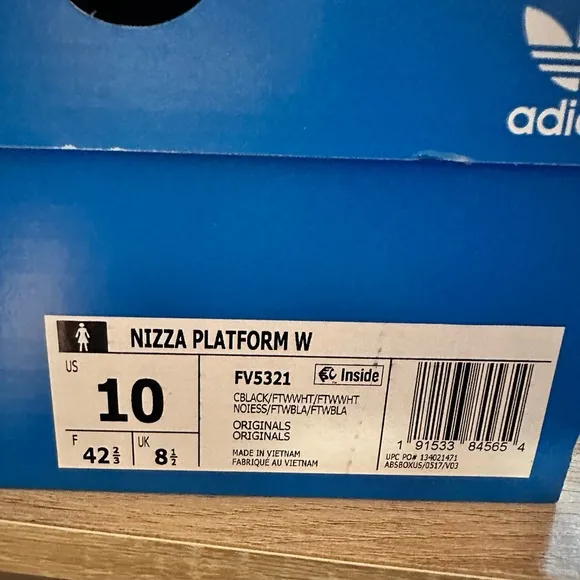 adi
NIZZA PLATFORM W
US
10
F
42 2/3
UK
8 1/2
FV5321
Inside
CBLACK/FTWWHT/FTWWHT
NOIESS/FTWBLA/FTWBLA
ORIGINALS
ORIGINALS
MADE IN VIETNAM
FABRIQUÉ AU VIETNAM
1 91533 84565 4
UPC PO# 134021471
ABSBOXUS/0517/V03